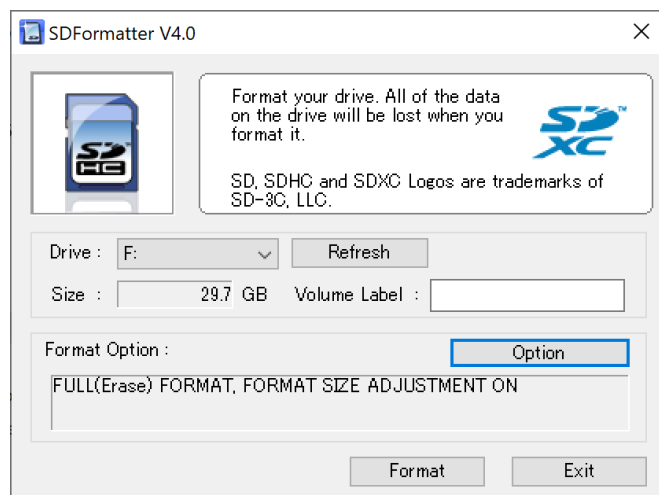 SDFormatter V4.0
SD
HC
Format your drive. All of the data
on the drive will be lost when you
format it.
SD, SDHC and SDXC Logos are trademarks of
SD-3C, LLC.
SD™
XC
Drive : F: Refresh
Size : 29.7 GB Volume Label :
Format Option :
Option
FULL(Erase) FORMAT, FORMAT SIZE ADJUSTMENT ON
Format Exit